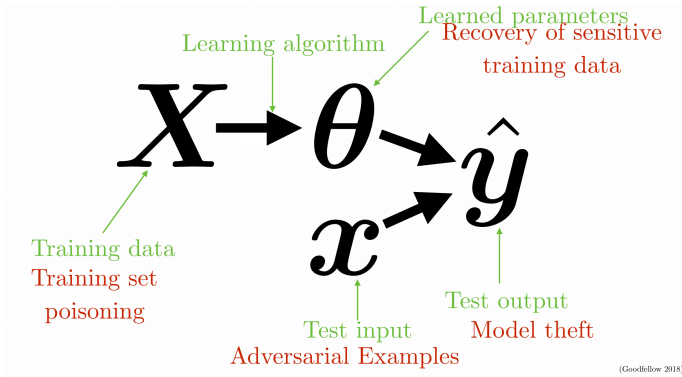 Learned parameters
Recovery of sensitive
training data
Learning algorithm
X
θ
ŷ
x
Training data
Training set
poisoning
Test input
Adversarial Examples
Test output
Model theft
(Goodfellow 2018)